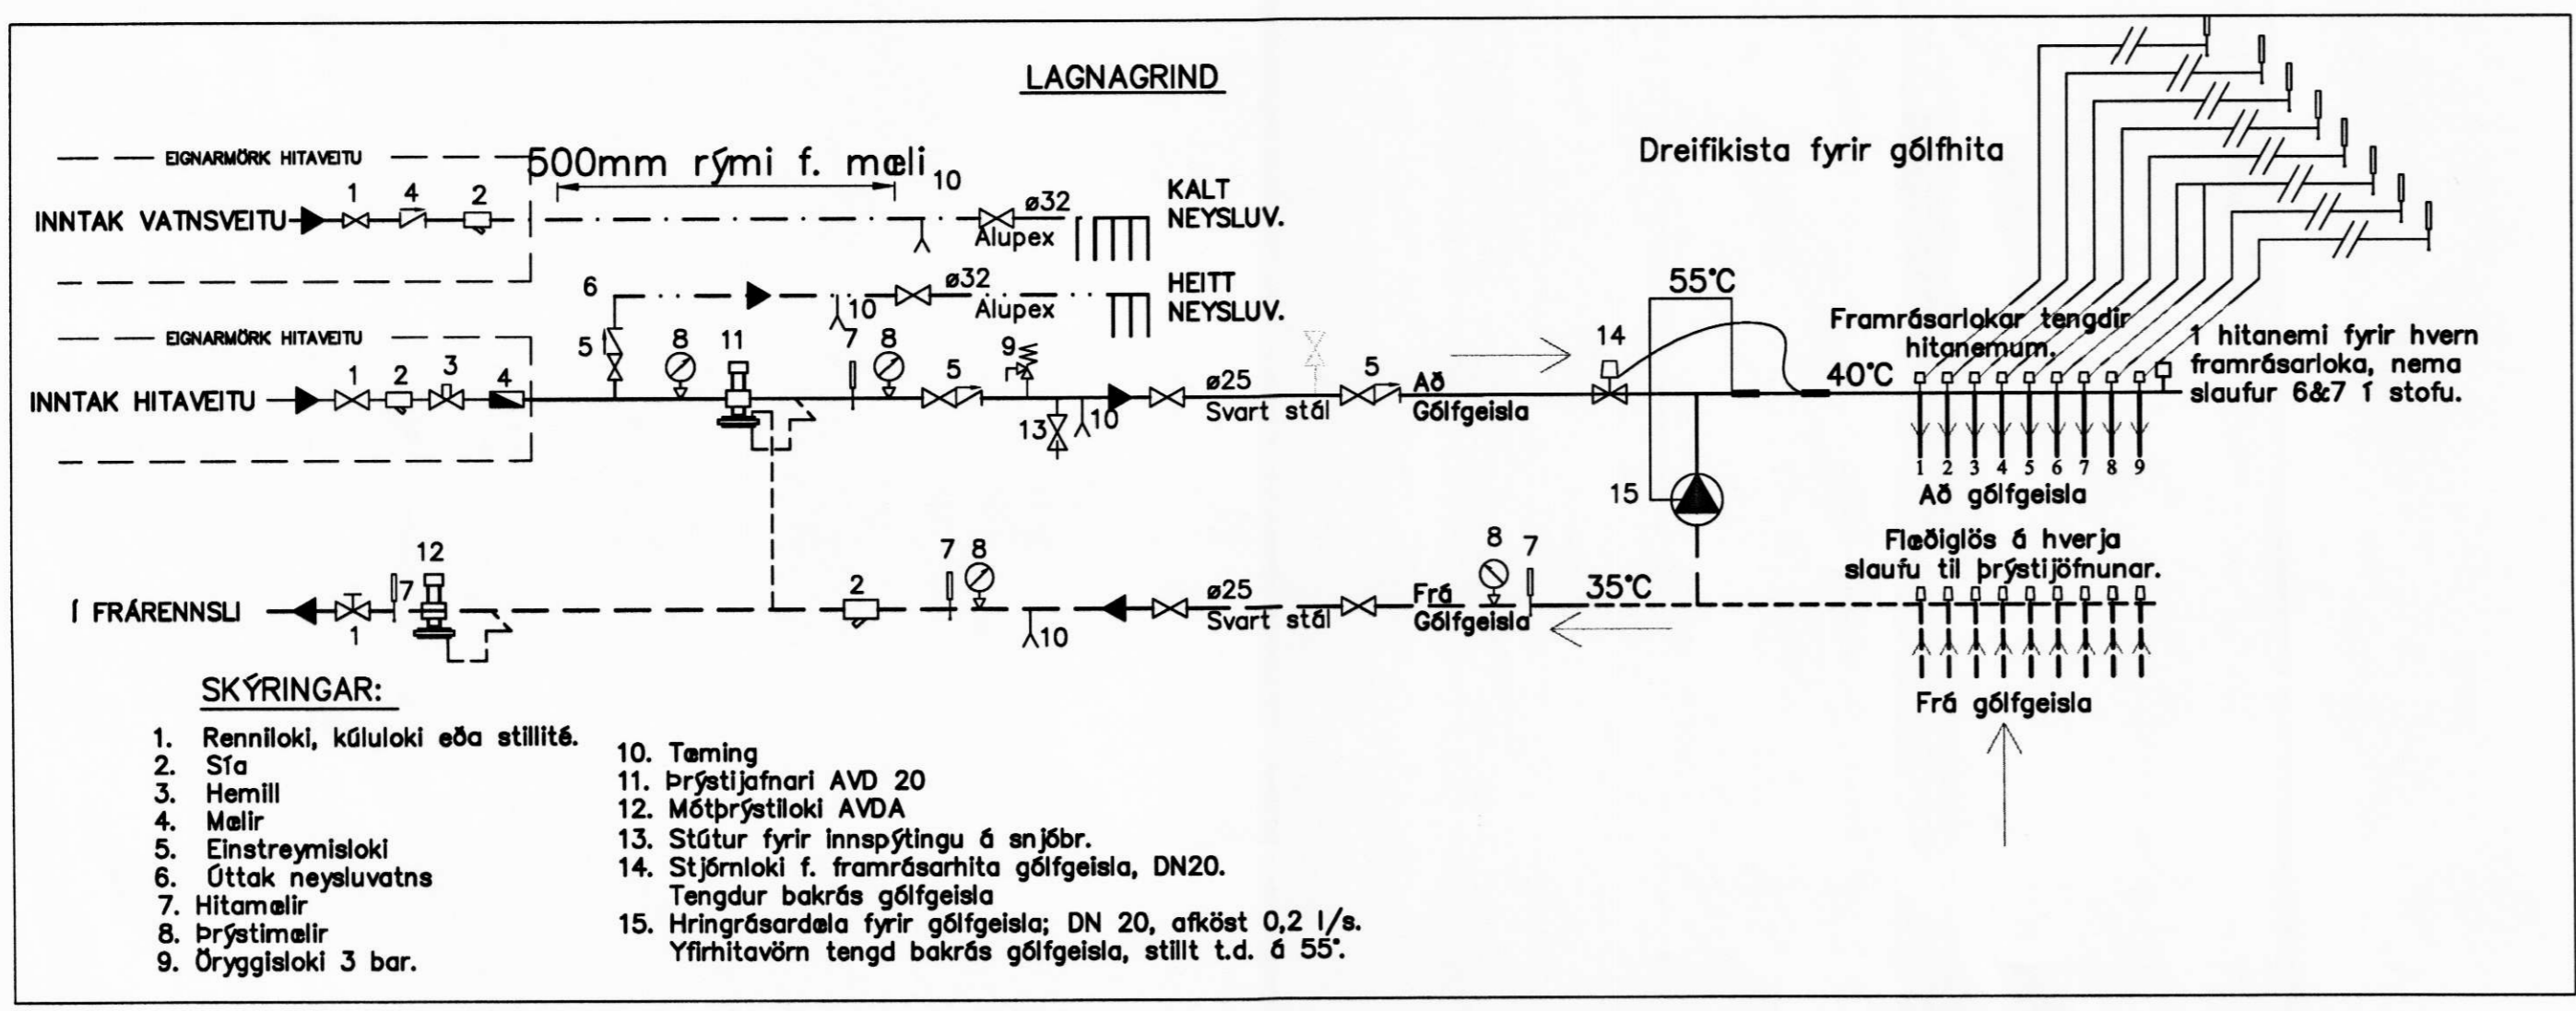 LAGNAGRIND
EIGNARMÖRK HITAVEITU
500mm rými f. mæli
10
1
4
2
INNTAK VATNSVEITU
ø32
Alupex
KALT
NEYSLUV.
6
ø32
10
Alupex
HEITT
NEYSLUV.
EIGNARMÖRK HITAVEITU
1
2
3
4
5
8
11
7
8
5
9
INNTAK HITAVEITU
13
10
ø25
Svart stál
5
Að
Gólfgeisla
14
55°C
15
40°C
Dreifikista fyrir gólfhita
Framrásarlokar tengdir
hitanemum.
1 hitanemi fyrir hvern
framrásarloka, nema
slaufur 6&7 í stofu.
1 2 3 4 5 6 7 8 9
Að gólfgeisla
Flæðiglös á hverja
slaufu til þrýstijöfnunar.
Frá gólfgeisla
12
7
1
Í FRÁRENNSLI
2
7
8
10
ø25
Svart stál
Frá
Gólfgeisla
8
7
35°C
SKÝRINGAR:
1. Renniloki, kúluloki eða stillité.
2. Sía
3. Hemill
4. Mælir
5. Einstreymisloki
6. Úttak neysluvatns
7. Hitamælir
8. Þrýstimælir
9. Öryggisloki 3 bar.
10. Tæming
11. Þrýstijafnari AVD 20
12. Mótþrýstiloki AVDA
13. Stútur fyrir innspýtingu á snjóbr.
14. Stjórnloki f. framrásarhita gólfgeisla, DN20.
Tengdur bakrás gólfgeisla
15. Hringrásardæla fyrir gólfgeisla; DN 20, afköst 0,2 l/s.
Yfirhitavörn tengd bakrás gólfgeisla, stillt t.d. á 55°.